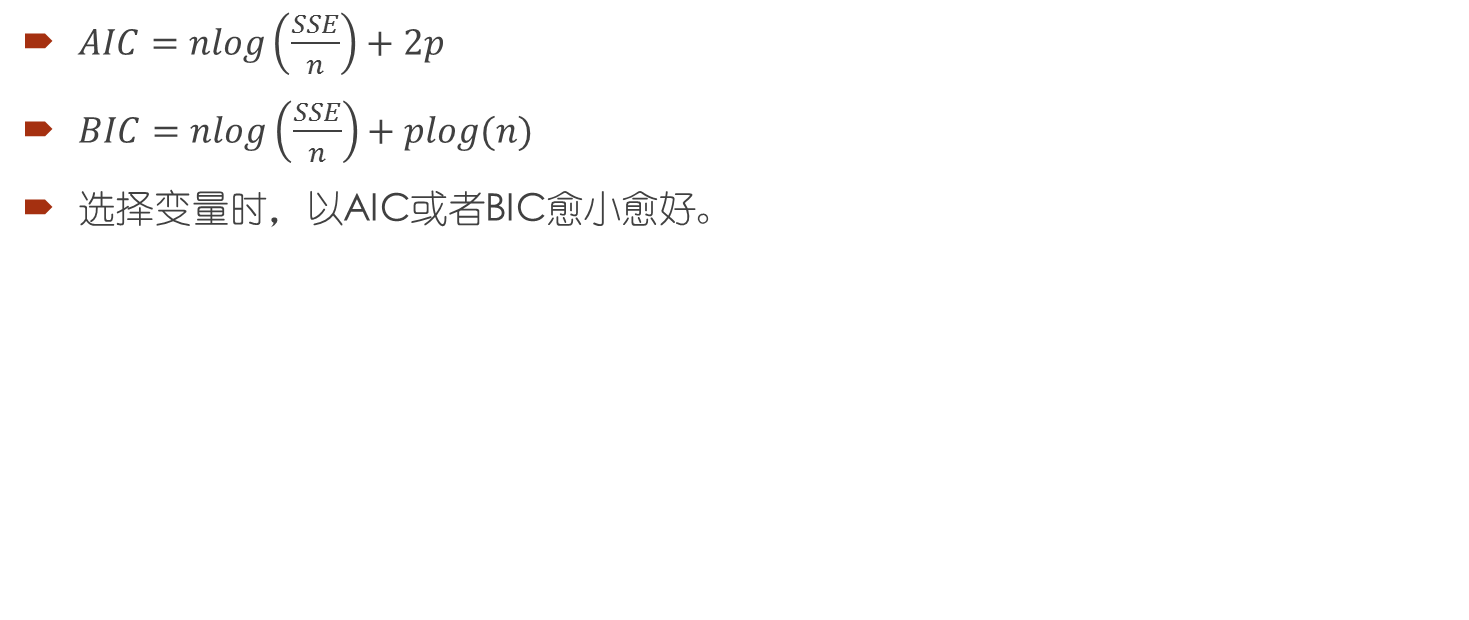 AIC = nlog(SSE/n) + 2p
BIC = nlog(SSE/n) + plog(n)
选择变量时，以AIC或者BIC愈小愈好。